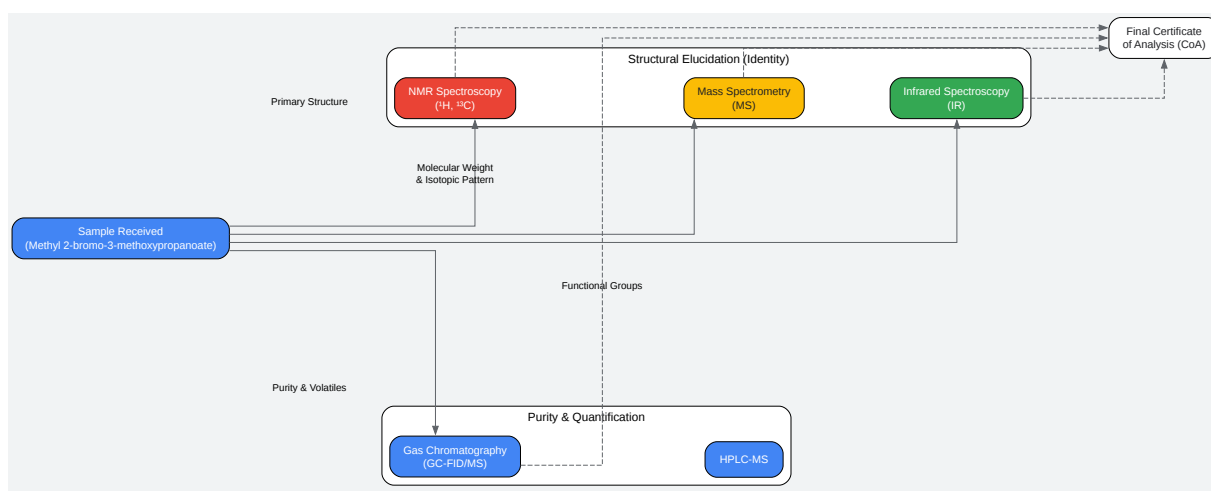 Final Certificate
of Analysis (CoA)
Structural Elucidation (Identity)
NMR Spectroscopy
(¹H, ¹³C)
Mass Spectrometry
(MS)
Infrared Spectroscopy
(IR)
Primary Structure
Molecular Weight
& Isotopic Pattern
Sample Received
(Methyl 2-bromo-3-methoxypropanoate)
Functional Groups
Purity & Volatiles
Purity & Quantification
Gas Chromatography
(GC-FID/MS)
HPLC-MS